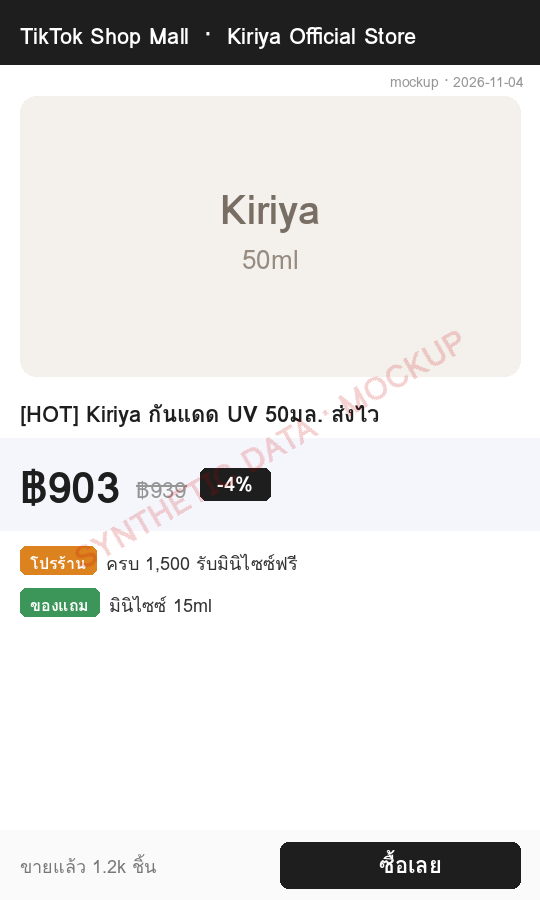 TikTok Shop Mall · Kiriya Official Store
mockup · 2026-11-04
Kiriya
50ml
[HOT] Kiriya กันแดด UV 50มล. ส่งไว
฿903 ฿939 -4%
โปรร้าน ครบ 1,500 รับมินิไซซ์ฟรี
ของแถม มินิไซซ์ 15ml
SYNTHETIC DATA · MOCKUP
ขายแล้ว 1.2k ชิ้น ซื้อเลย